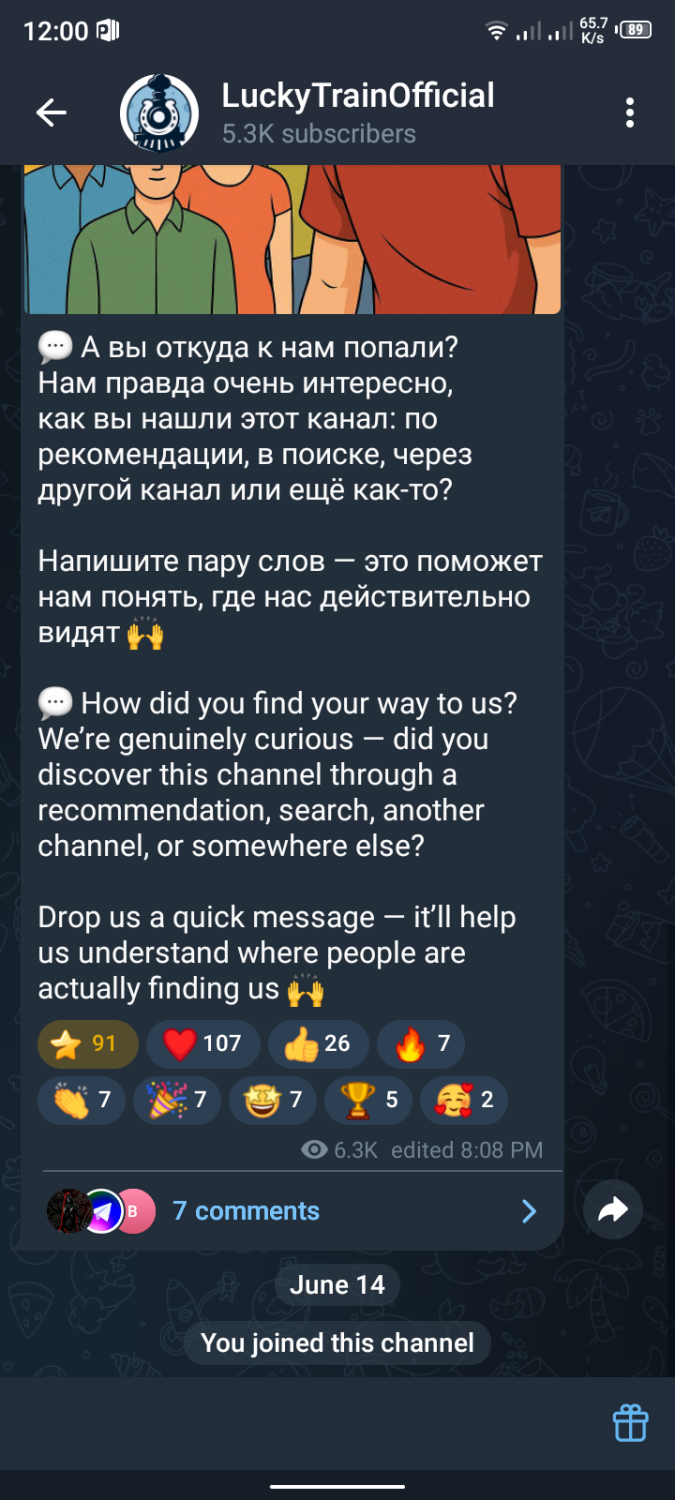 12:00
65.7
K/s
89
LuckyTrainOfficial
5.3K subscribers
💬 А вы откуда к нам попали?
Нам правда очень интересно,
как вы нашли этот канал: по
рекомендации, в поиске, через
другой канал или ещё как-то?
Напишите пару слов — это поможет
нам понять, где нас действительно
видят 🙌
💬 How did you find your way to us?
We’re genuinely curious — did you
discover this channel through a
recommendation, search, another
channel, or somewhere else?
Drop us a quick message — it’ll help
us understand where people are
actually finding us 🙌
⭐ 91 ❤️ 107 👍 26 🔥 7
👏 7 🎉 7 🤩 7 🏆 5 🥰 2
6.3K edited 8:08 PM
B
7 comments
June 14
You joined this channel